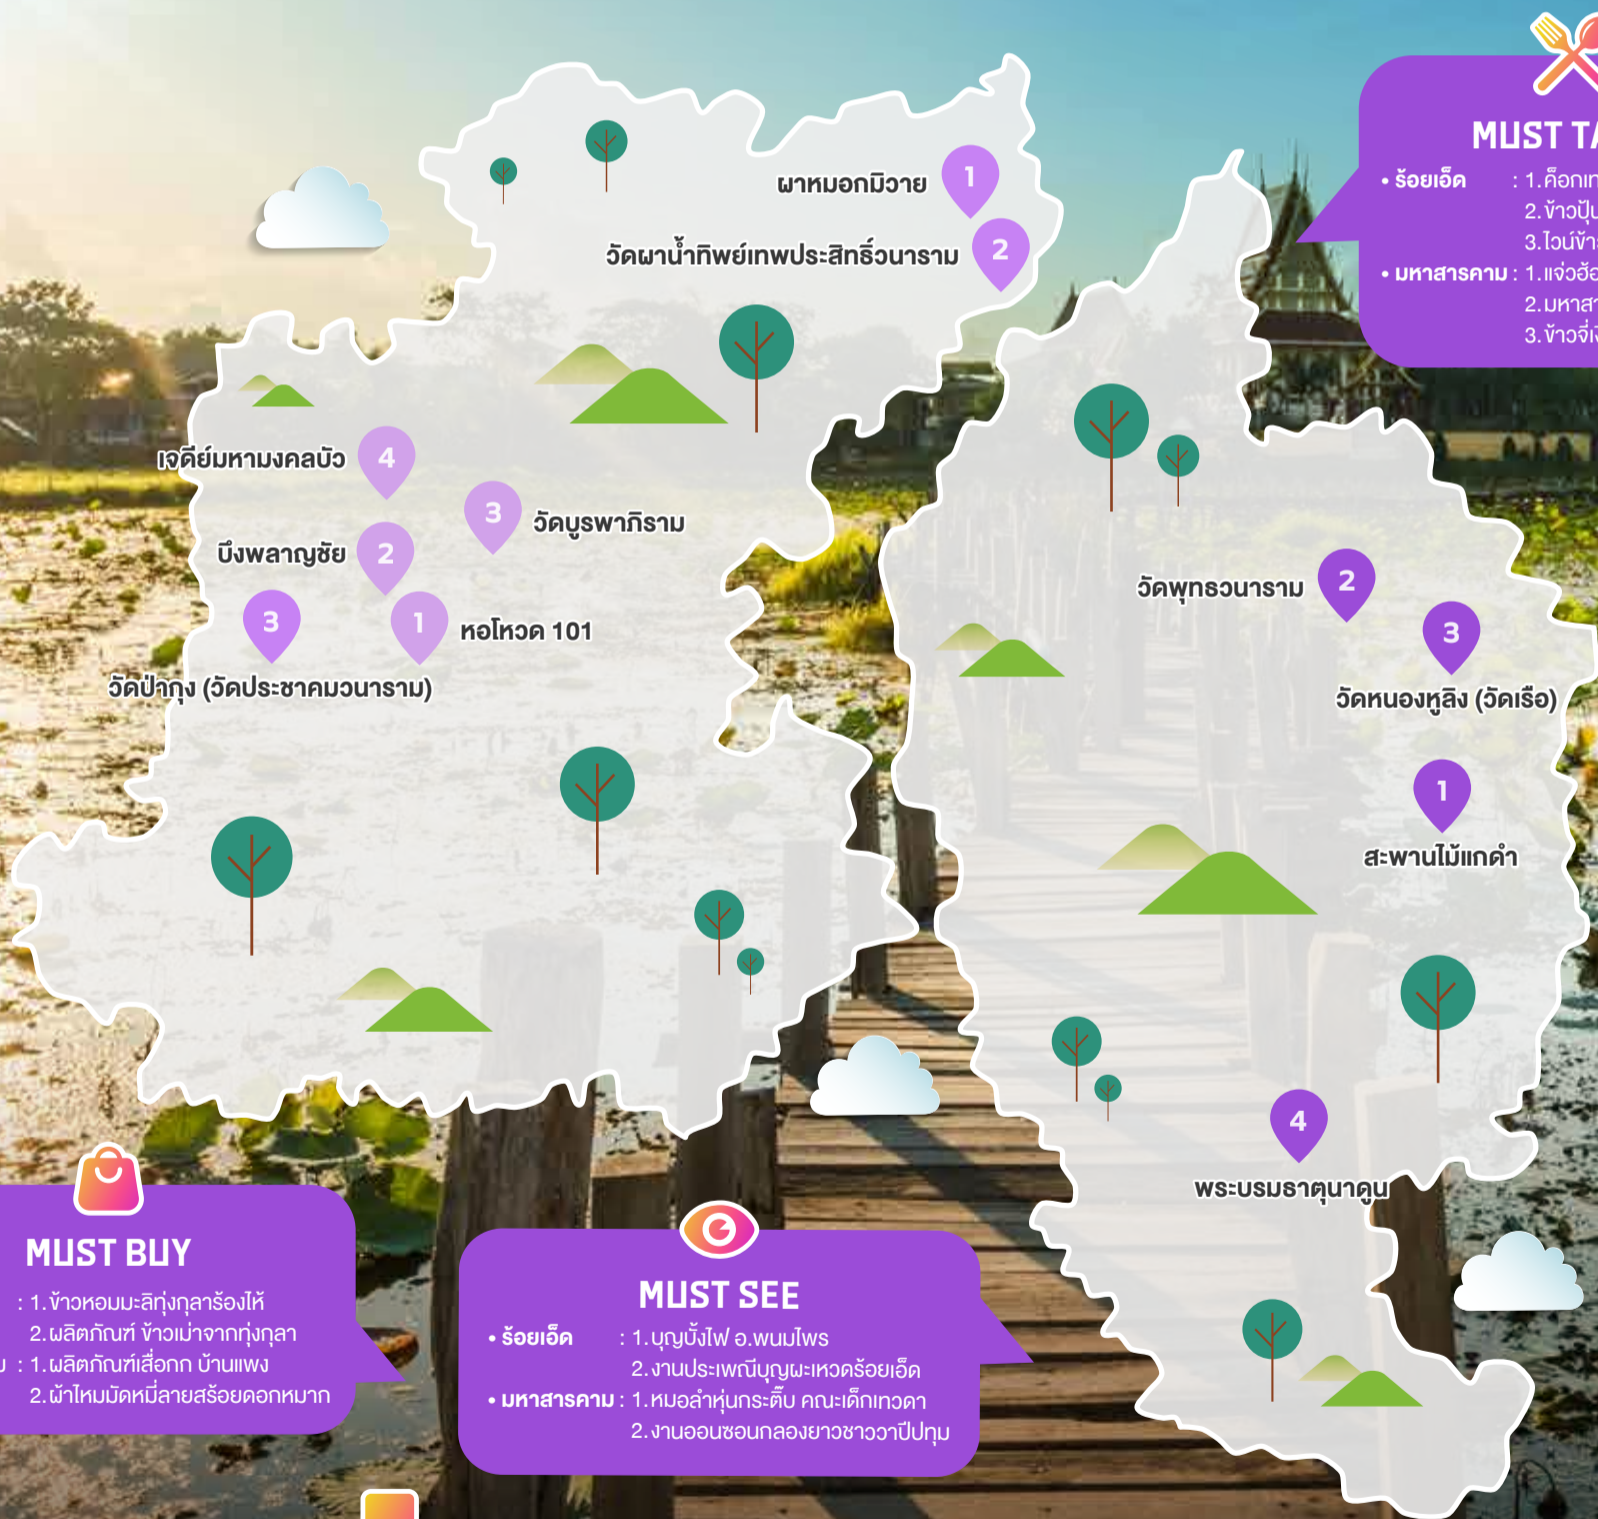 MUST TA
• ร้อยเอ็ด : 1.ค็อกเท
2.ข้าวปุ้น
3.ไวน์ข้า
• มหาสารคาม : 1.แจ่วฮ้อ
2.มหาสา
3.ข้าวจี่
ผาหมอกมิวาย 1
วัดผาน้ำทิพย์เทพประสิทธิ์วนาราม 2
เจดีย์มหามงคลบัว 4
3 วัดบูรพาภิราม
บึงพลาญชัย 2
3
1 หอโหวด 101
วัดป่ากุง (วัดประชาคมวนาราม)
วัดพุทธวนาราม 2
3
วัดหนองหูลิง (วัดเรือ)
1
สะพานไม้แกดำ
4
พระบรมธาตุนาดูน
MUST BUY
: 1.ข้าวหอมมะลิทุ่งกุลาร้องไห้
2.ผลิตภัณฑ์ ข้าวเม่าจากทุ่งกุลา
ม : 1.ผลิตภัณฑ์เสื่อกก บ้านแพง
2.ผ้าไหมมัดหมี่ลายสร้อยดอกหมาก
MUST SEE
• ร้อยเอ็ด : 1.บุญบั้งไฟ อ.พนมไพร
2.งานประเพณีบุญผะเหวดร้อยเอ็ด
• มหาสารคาม : 1.หมอลำหุ่นกระติ๊บ คณะเด็กเทวดา
2.งานออนซอนกลองยาวชาววาปีปทุม